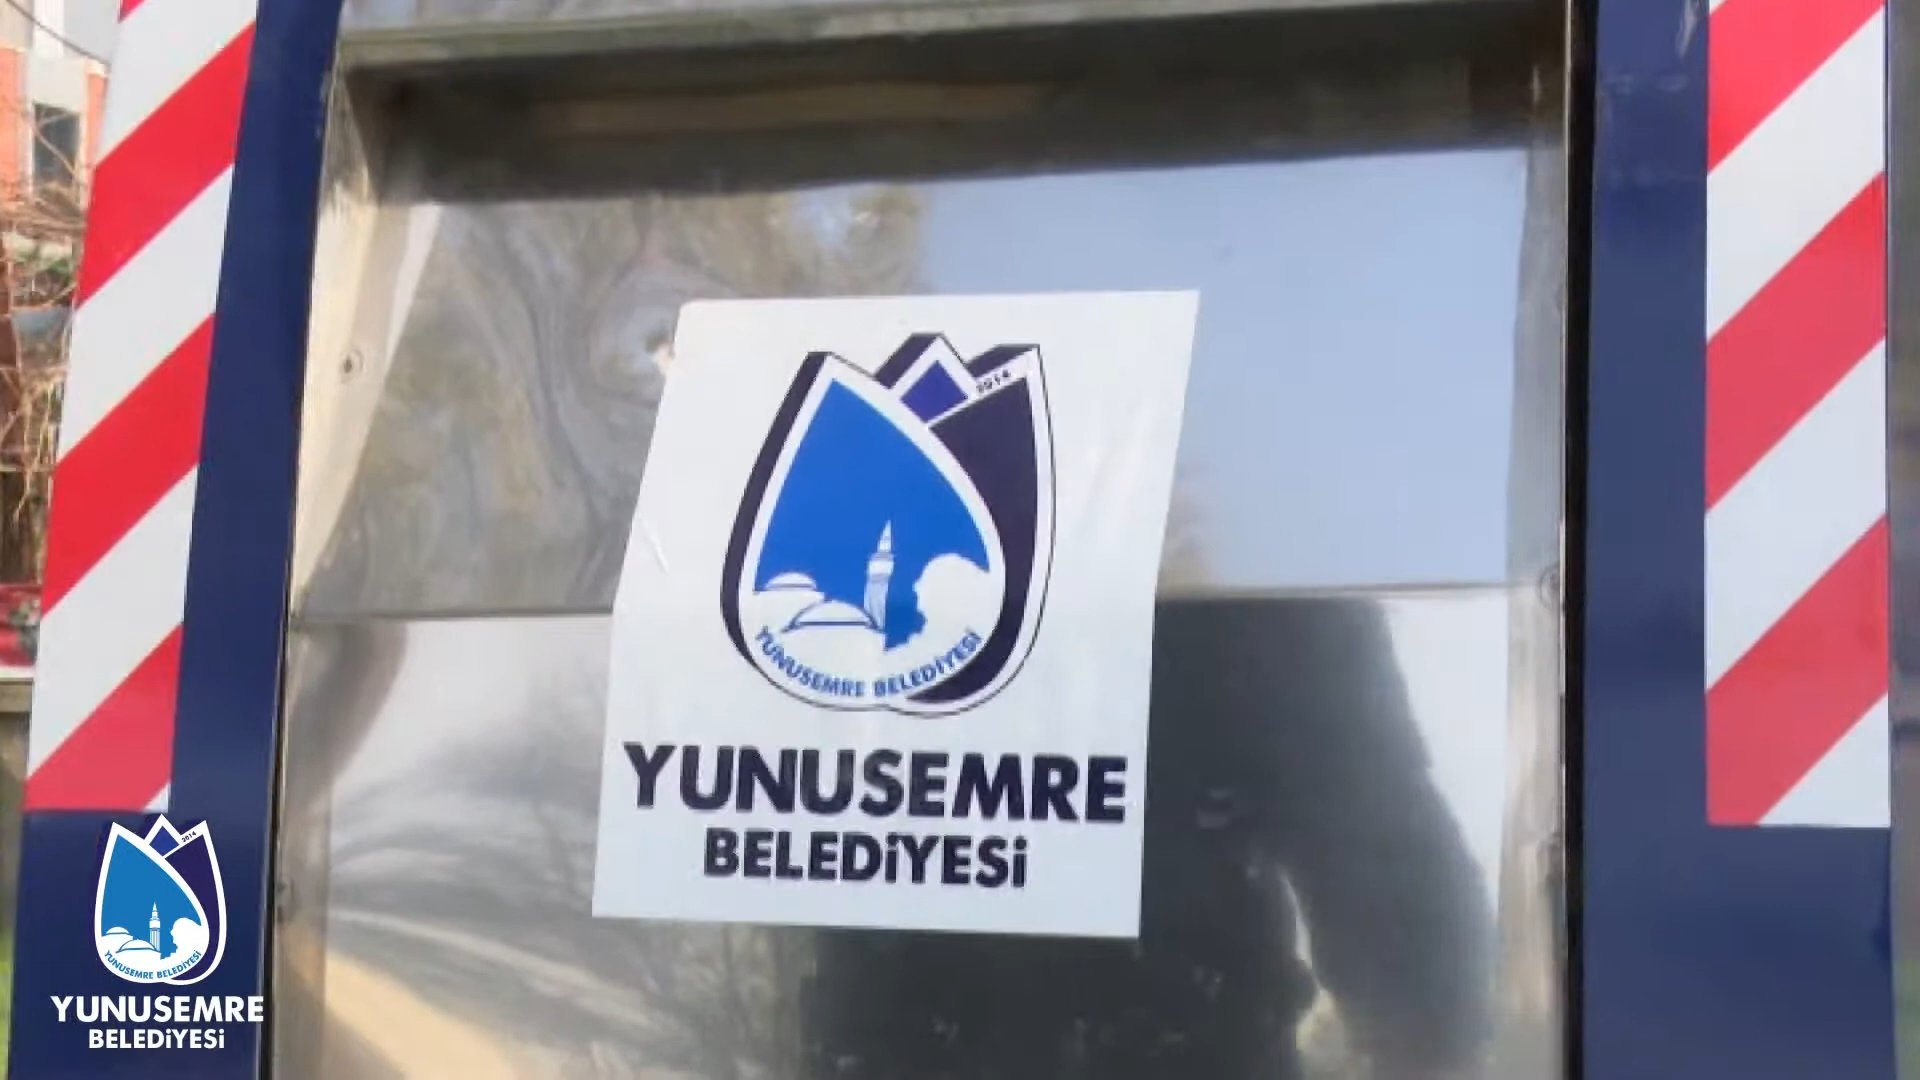 2014
YUNUSEMRE BELEDİYESİ
YUNUSEMRE
BELEDİYESİ
2014
YUNUSEMRE BELEDİYESİ
YUNUSEMRE
BELEDİYESİ